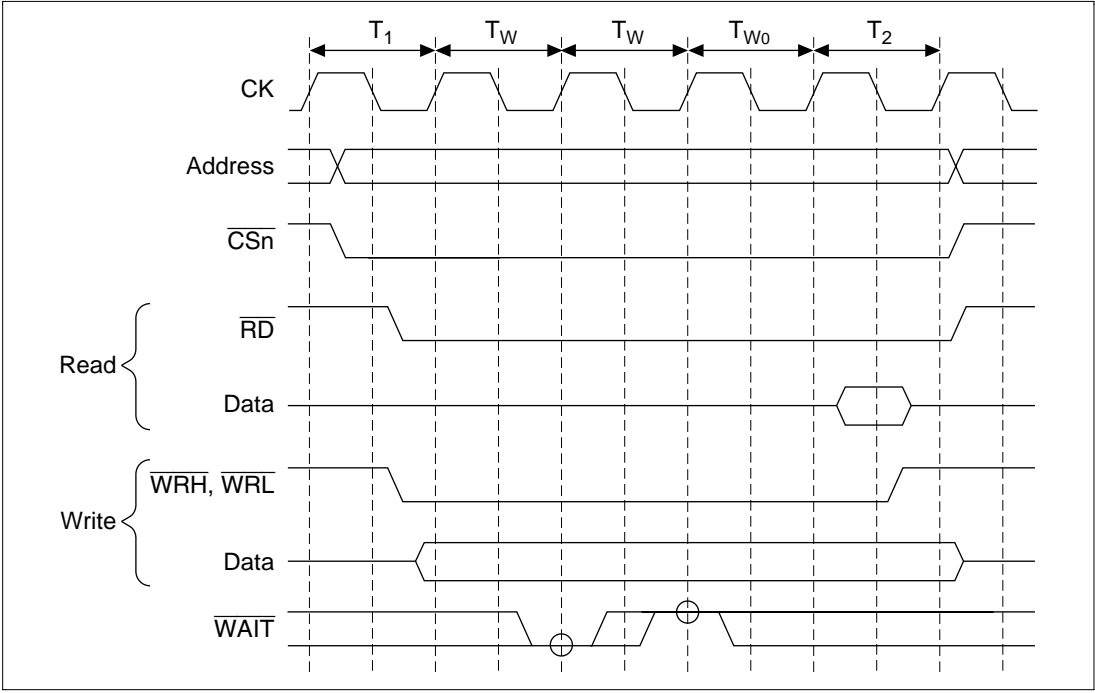 T1 TW TW TW0 T2
CK
Address
CSn
RD
Read
Data
WRH, WRL
Write
Data
WAIT